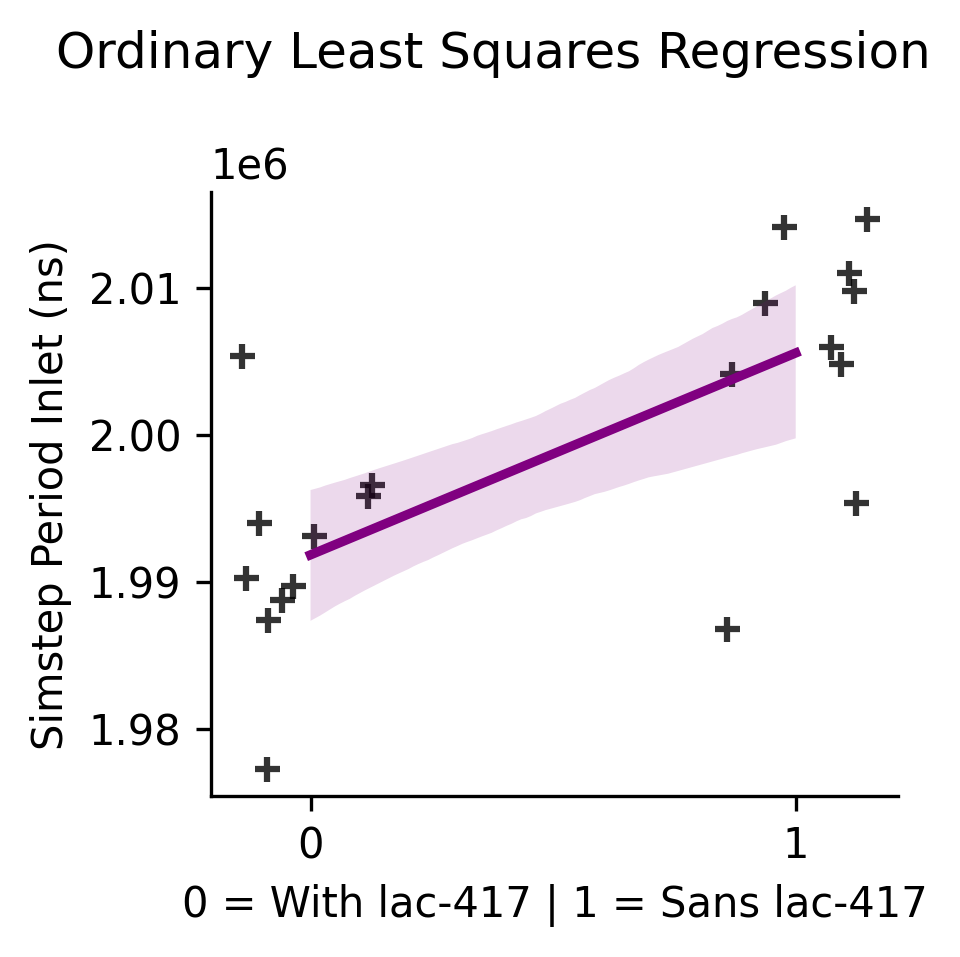 Ordinary Least Squares Regression
1e6
Simstep Period Inlet (ns)
2.01
2.00
1.99
1.98
0 1
0 = With lac-417 | 1 = Sans lac-417